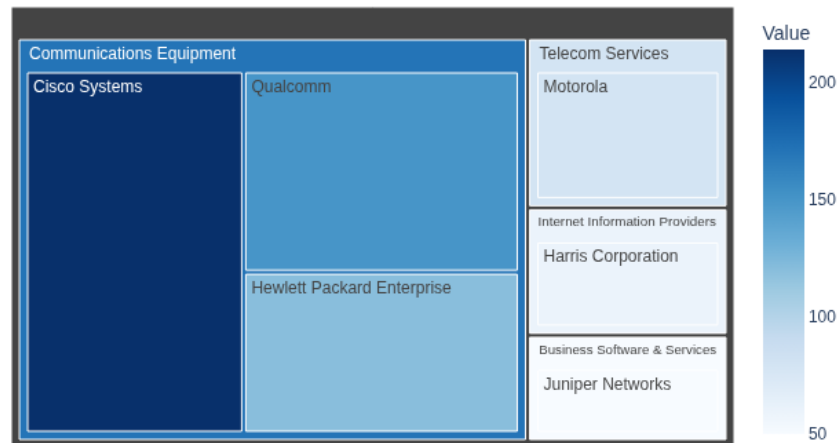 Communications Equipment
Cisco Systems
Qualcomm
Hewlett Packard Enterprise
Telecom Services
Motorola
Internet Information Providers
Harris Corporation
Business Software & Services
Juniper Networks
Value
200
150
100
50